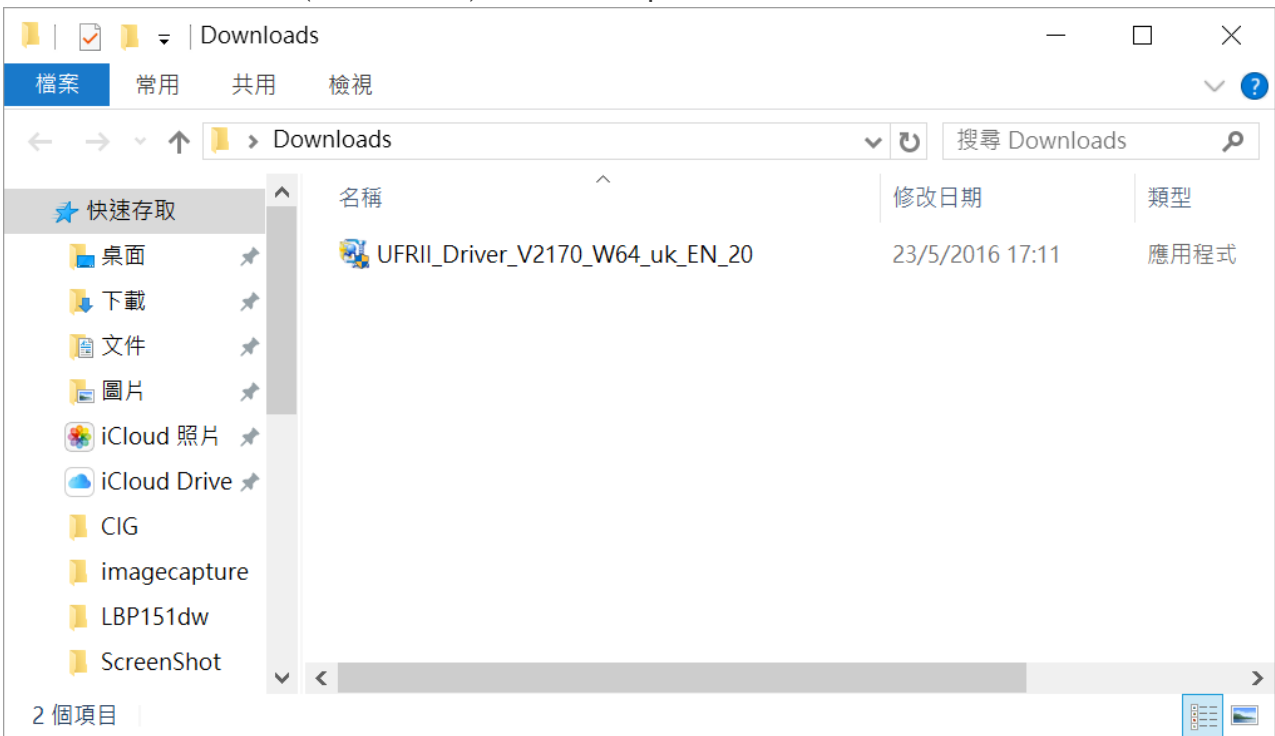 Downloads
檔案 常用 共用 檢視
Downloads
搜尋 Downloads
名稱 修改日期 類型
快速存取
桌面
下載
文件
圖片
iCloud 照片
iCloud Drive
CIG
imagecapture
LBP151dw
ScreenShot
UFRII_Driver_V2170_W64_uk_EN_20 23/5/2016 17:11 應用程式
2 個項目